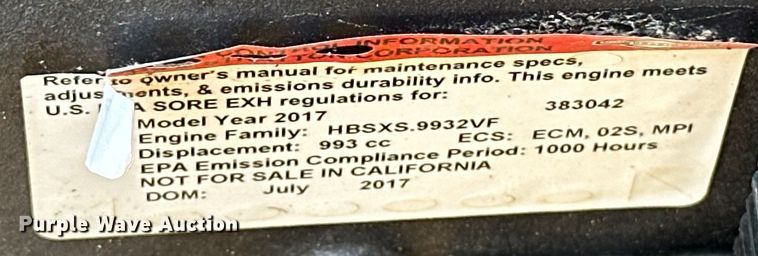 INFORMATION
CORPORATION
Refer to owner's manual for maintenance specs,
& emissions durability info. This engine meets
U.S. SORE EXH regulations for:
Model Year 2017 383042
Engine Family: HBSXS.9932VF
Displacement: 993 cc ECS: ECM, 02S, MPI
EPA Emission Compliance Period: 1000 Hours
NOT FOR SALE IN CALIFORNIA
DOM: July 2017
Purple Wave Auction